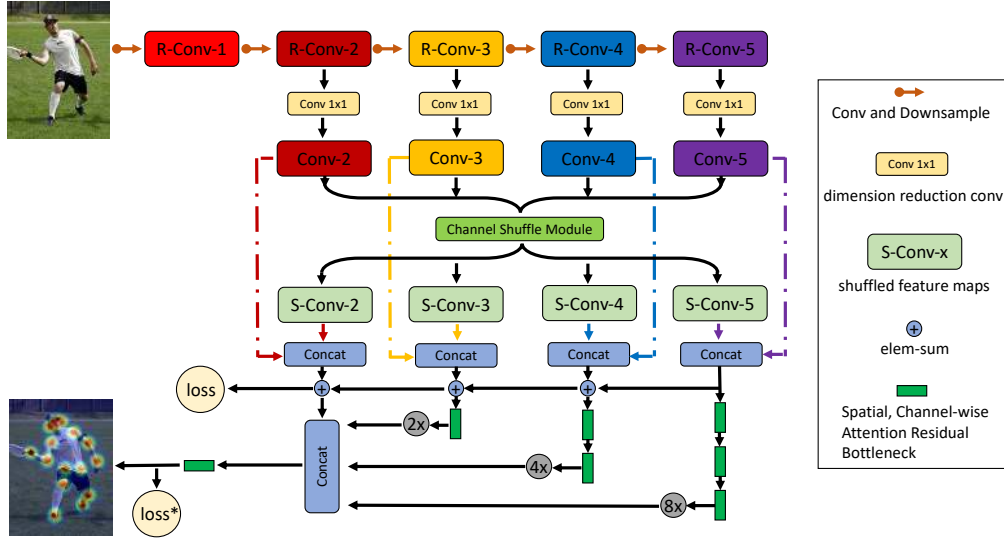 R-Conv-1
R-Conv-2
R-Conv-3
R-Conv-4
R-Conv-5
Conv 1x1
Conv 1x1
Conv 1x1
Conv 1x1
Conv-2
Conv-3
Conv-4
Conv-5
Channel Shuffle Module
S-Conv-2
S-Conv-3
S-Conv-4
S-Conv-5
Concat
Concat
Concat
Concat
loss
+
+
+
2x
4x
8x
Concat
loss*
Conv and Downsample
Conv 1x1
dimension reduction conv
S-Conv-x
shuffled feature maps
+
elem-sum
Spatial, Channel-wise
Attention Residual
Bottleneck